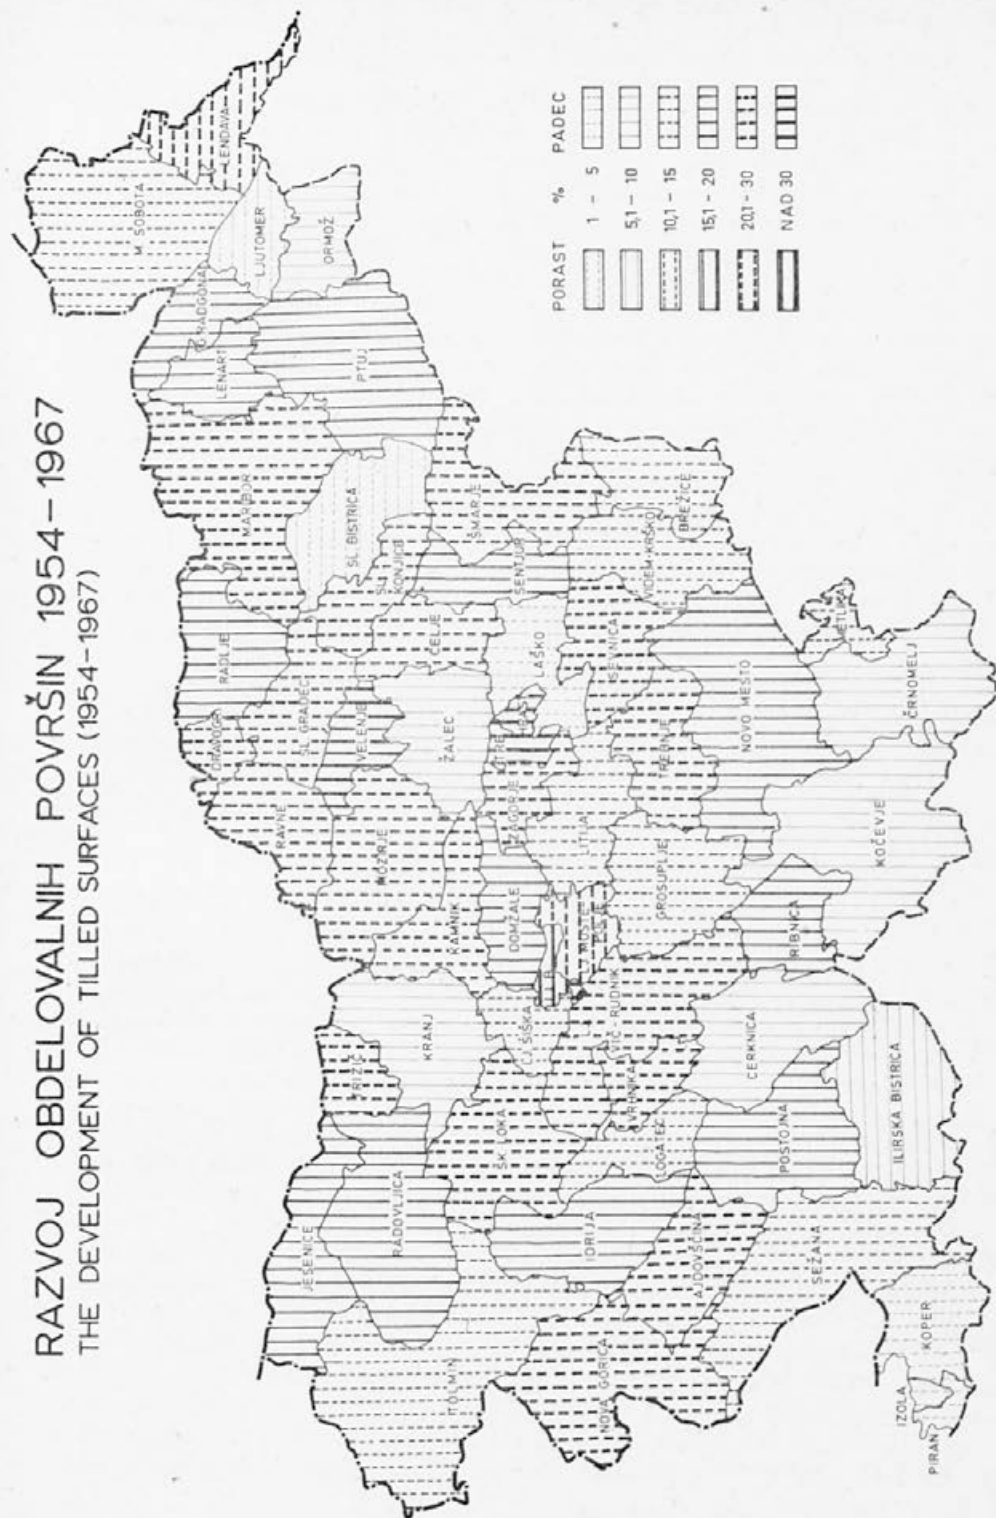 RAZVOJ OBDELOVALNIH POVRŠIN 1954–1967
THE DEVELOPMENT OF TILLED SURFACES (1954–1967)
M. SOBOTA
LENDAVA
G. RADGONA
LJUTOMER
ORMOŽ
LENART
PTUJ
MARIBOR
SL. BISTRICA
RADLJE
DRAVOGRAD
SL. GRADEC
RAVNE
VELENJE
MOZIRJE
SL. KONJICE
ŠMARJE
CELJE
ŠENTJUR
ŽALEC
LAŠKO
VIDEM-KRŠKO
BREŽICE
SEVNICA
ZAGORJE
LITIJA
TREBNJE
NOVO MESTO
METLIKA
ČRNOMELJ
KAMNIK
DOMŽALE
GROSUPLJE
KOČEVJE
RIBNICA
TRŽIČ
KRANJ
LJ. ŠIŠKA
LJ. MOSTE
VIČ-RUDNIK
JESENICE
RADOVLJICA
ŠK. LOKA
VRHNIKA
LOGATEC
CERKNICA
TOLMIN
IDRIJA
POSTOJNA
ILIRSKA BISTRICA
NOVA GORICA
AJDOVŠČINA
SEŽANA
KOPER
IZOLA
PIRAN
PORAST % PADEC
1 – 5
5,1 – 10
10,1 – 15
15,1 – 20
20,1 – 30
NAD 30